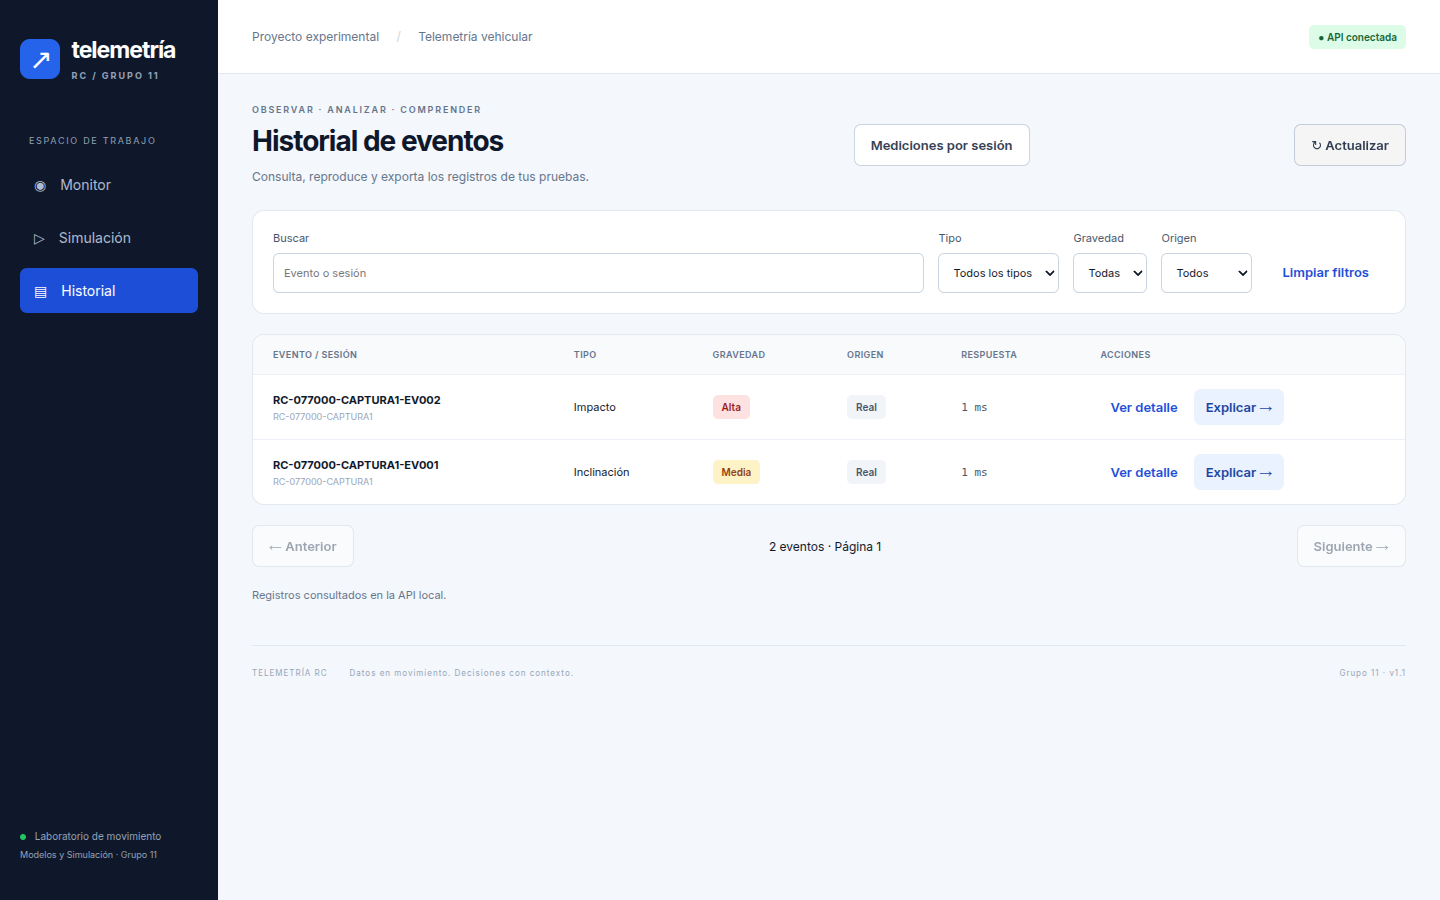 telemetría
RC / GRUPO 11
ESPACIO DE TRABAJO
Monitor
Simulación
Historial
Laboratorio de movimiento
Modelos y Simulación · Grupo 11
Proyecto experimental / Telemetría vehicular
● API conectada
OBSERVAR · ANALIZAR · COMPRENDER
Historial de eventos
Consulta, reproduce y exporta los registros de tus pruebas.
Mediciones por sesión
↻ Actualizar
Buscar Tipo Gravedad Origen
Evento o sesión Todos los tipos Todas Todos Limpiar filtros
EVENTO / SESIÓN TIPO GRAVEDAD ORIGEN RESPUESTA ACCIONES
RC-077000-CAPTURA1-EV002 Impacto Alta Real 1 ms Ver detalle Explicar →
RC-077000-CAPTURA1
RC-077000-CAPTURA1-EV001 Inclinación Media Real 1 ms Ver detalle Explicar →
RC-077000-CAPTURA1
← Anterior 2 eventos · Página 1 Siguiente →
Registros consultados en la API local.
TELEMETRÍA RC Datos en movimiento. Decisiones con contexto. Grupo 11 · v1.1